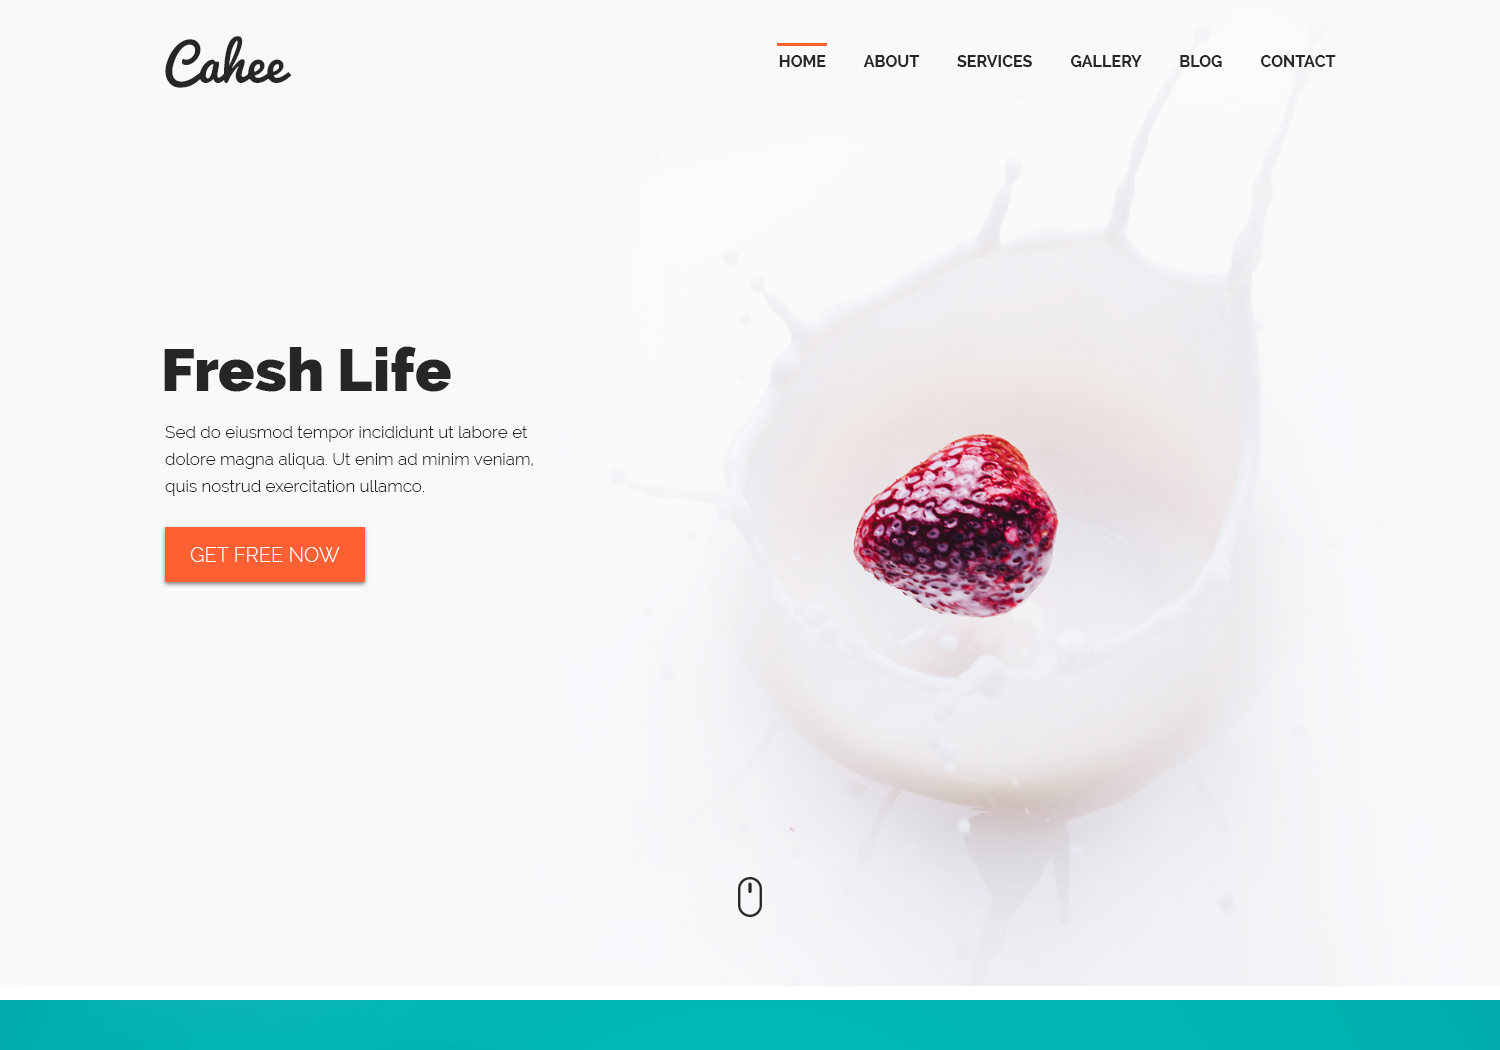 Cahee
HOME ABOUT SERVICES GALLERY BLOG CONTACT
Fresh Life
Sed do eiusmod tempor incididunt ut labore et
dolore magna aliqua. Ut enim ad minim veniam,
quis nostrud exercitation ullamco.
GET FREE NOW